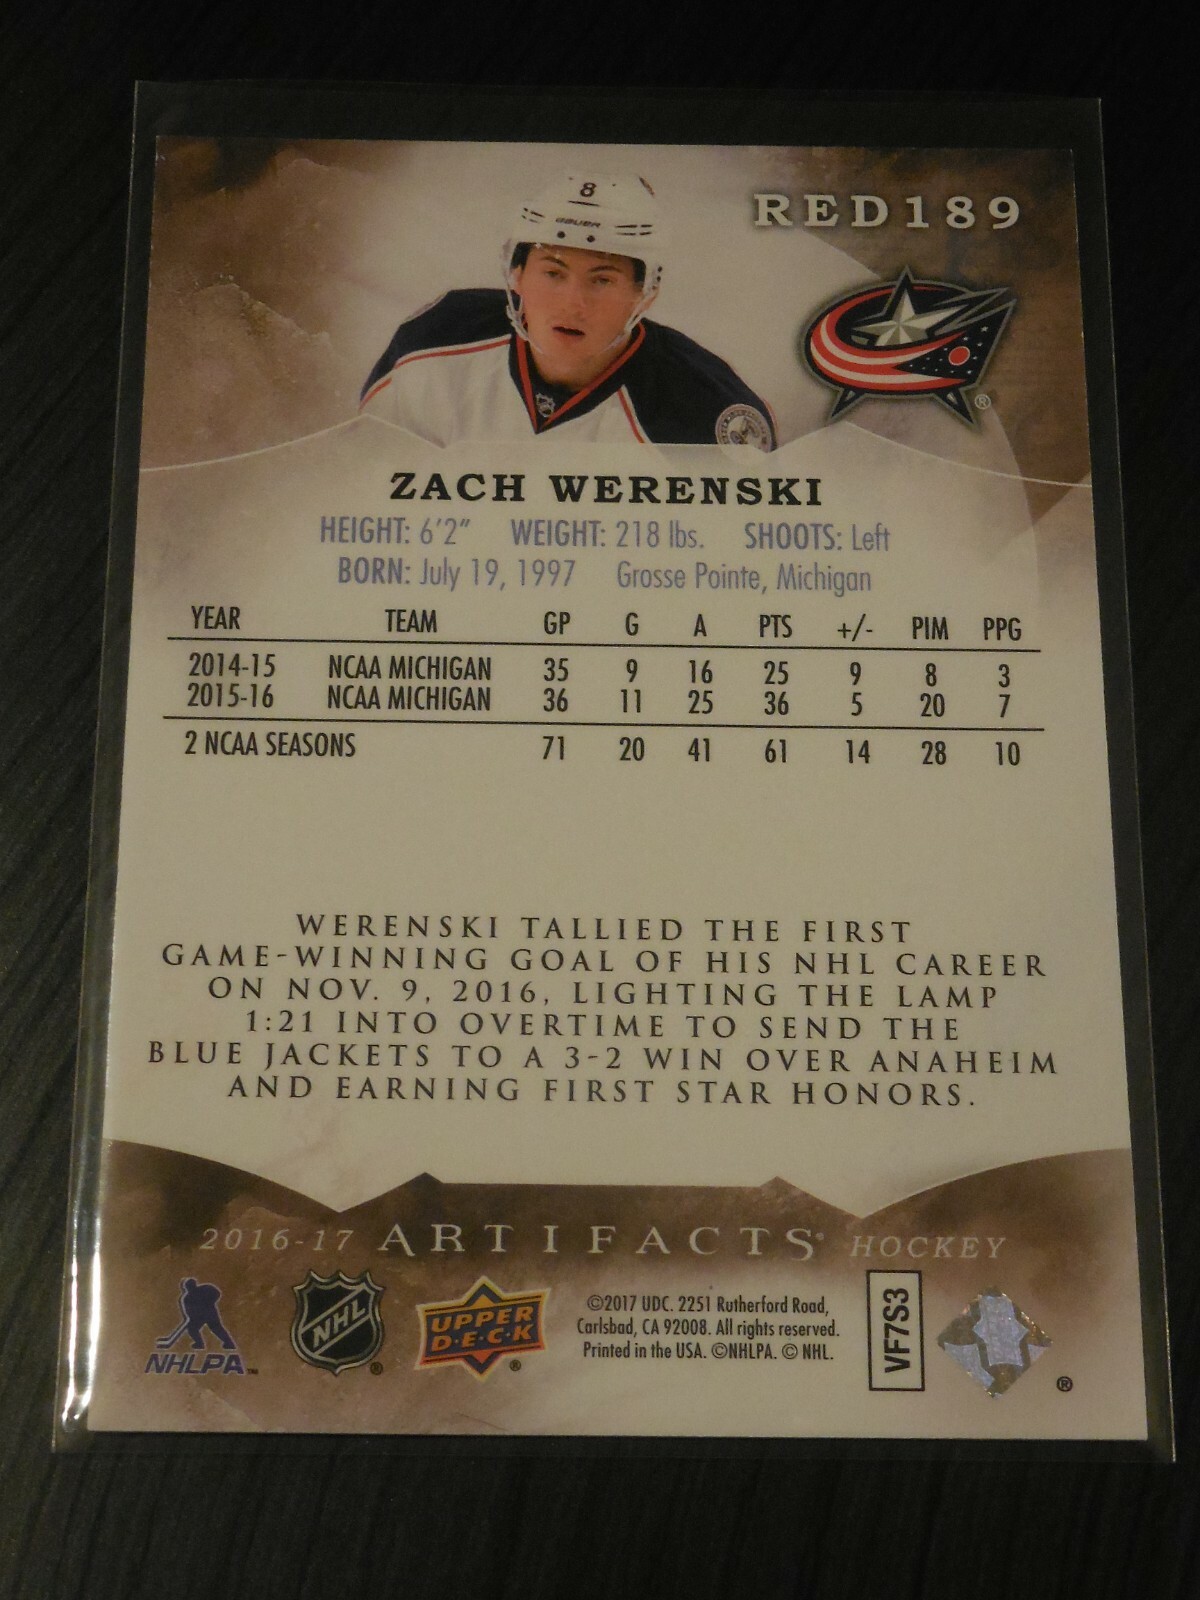 8
BAUER
RED189
®
ZACH WERENSKI
HEIGHT: 6'2" WEIGHT: 218 lbs. SHOOTS: Left
BORN: July 19, 1997 Grosse Pointe, Michigan
YEAR TEAM GP G A PTS +/- PIM PPG
2014-15 NCAA MICHIGAN 35 9 16 25 9 8 3
2015-16 NCAA MICHIGAN 36 11 25 36 5 20 7
2 NCAA SEASONS 71 20 41 61 14 28 10
WERENSKI TALLIED THE FIRST
GAME-WINNING GOAL OF HIS NHL CAREER
ON NOV. 9, 2016, LIGHTING THE LAMP
1:21 INTO OVERTIME TO SEND THE
BLUE JACKETS TO A 3-2 WIN OVER ANAHEIM
AND EARNING FIRST STAR HONORS.
2016-17 ARTIFACTS® HOCKEY
NHLPA™
NHL ®
UPPER
D·E·C·K ®
©2017 UDC. 2251 Rutherford Road,
Carlsbad, CA 92008. All rights reserved.
Printed in the USA. ©NHLPA. © NHL.
VF7S3
®